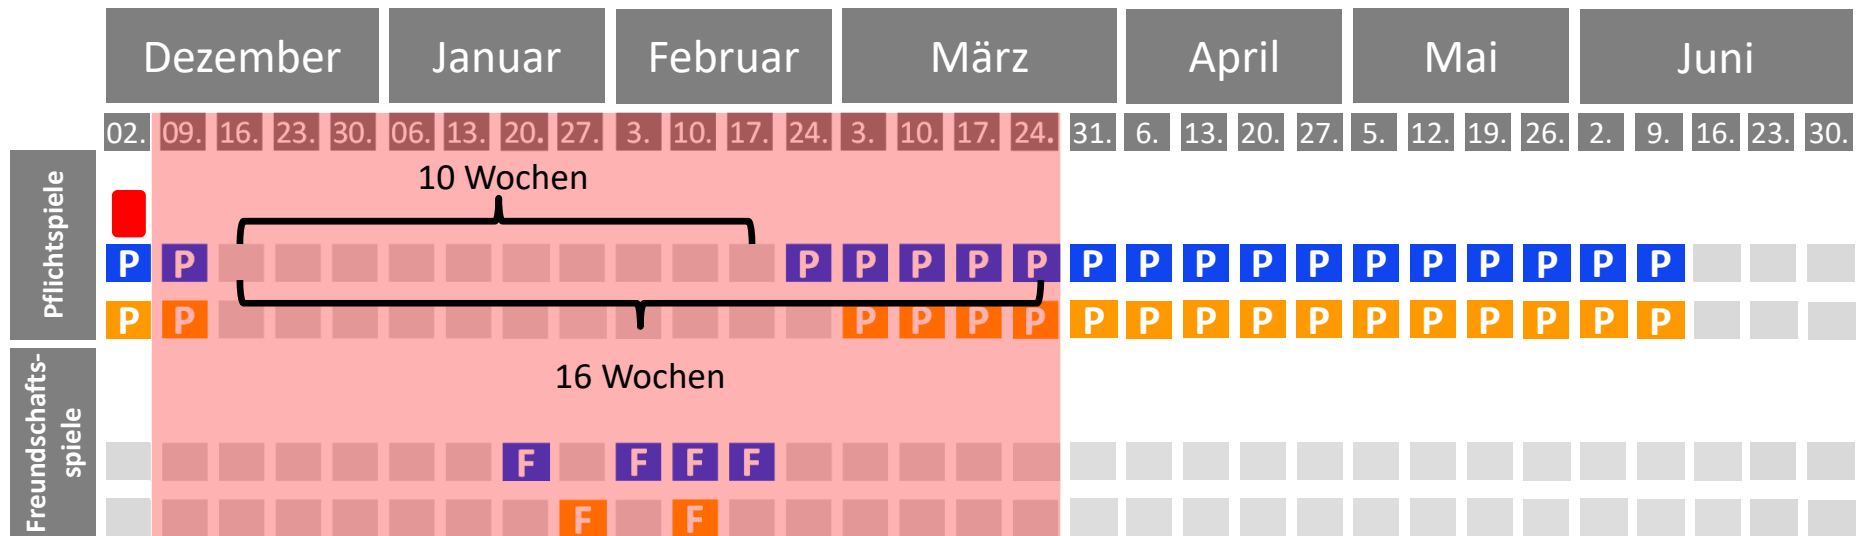 Dezember Januar Februar März April Mai Juni
02. 09. 16. 23. 30. 06. 13. 20. 27. 3. 10. 17. 24. 3. 10. 17. 24. 31. 6. 13. 20. 27. 5. 12. 19. 26. 2. 9. 16. 23. 30.
Pflichtspiele
10 Wochen
P P P P P P P P P P P P P P P P P P
P P P P P P P P P P P P P P P P P
16 Wochen
Freundschafts-
spiele
F F F F
F F